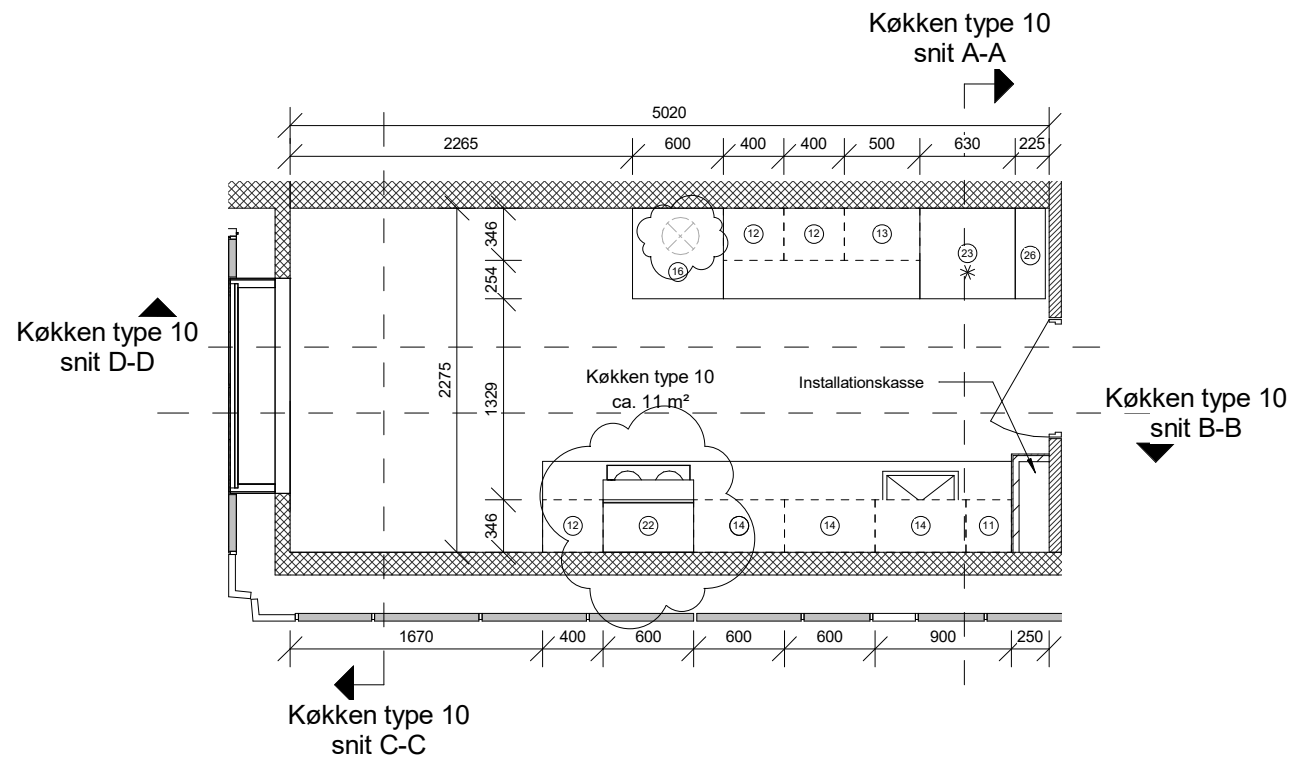 Køkken type 10
snit A-A
5020
2265 600 400 400 500 630 225
346
12 12 13
23
26
16
254
Køkken type 10
snit D-D
2275
1329
Køkken type 10
ca. 11 m²
Installationskasse
Køkken type 10
snit B-B
346
12 22 14 14 14 11
1670 400 600 600 600 900 250
Køkken type 10
snit C-C